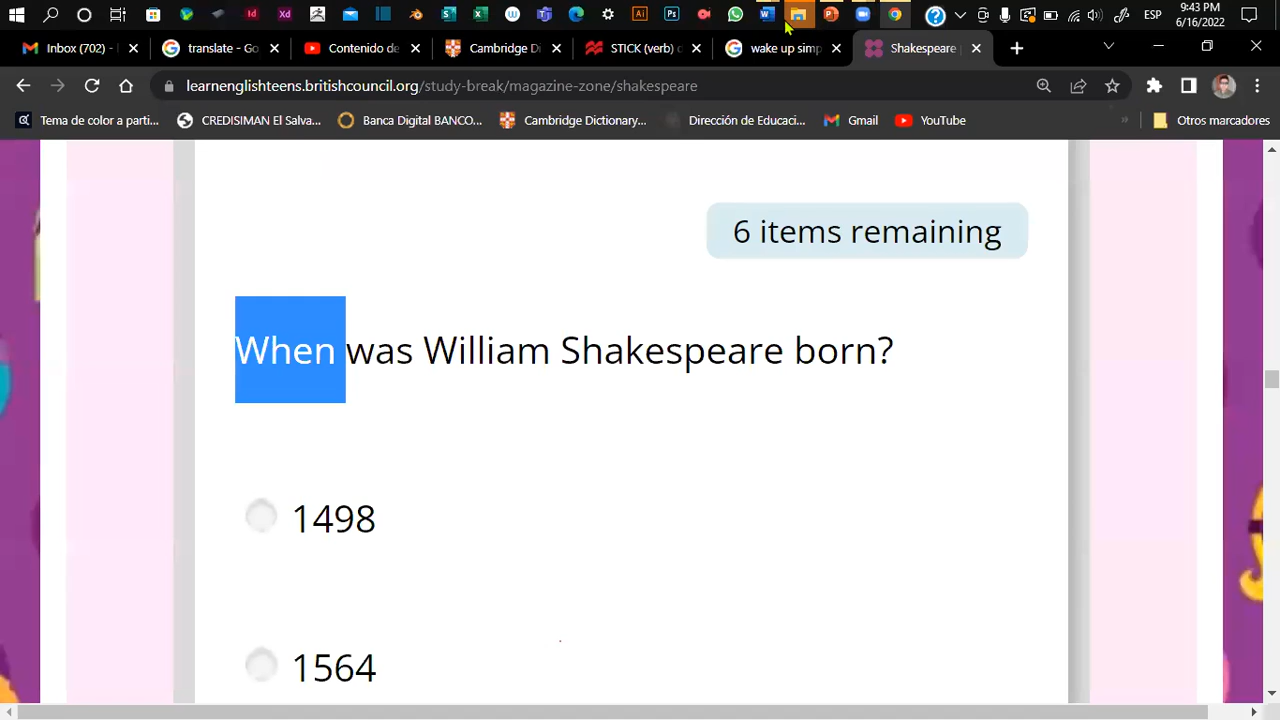 9:43 PM
ESP
6/16/2022
Inbox (702) -
translate - Go
Contenido de
Cambridge Di
STICK (verb) c
wake up simp
Shakespeare
learnenglishteens.britishcouncil.org/study-break/magazine-zone/shakespeare
Tema de color a parti...
CREDISIMAN El Salva...
Banca Digital BANCO...
Cambridge Dictionary...
Dirección de Educaci...
Gmail
YouTube
Otros marcadores
6 items remaining
When was William Shakespeare born?
1498
1564